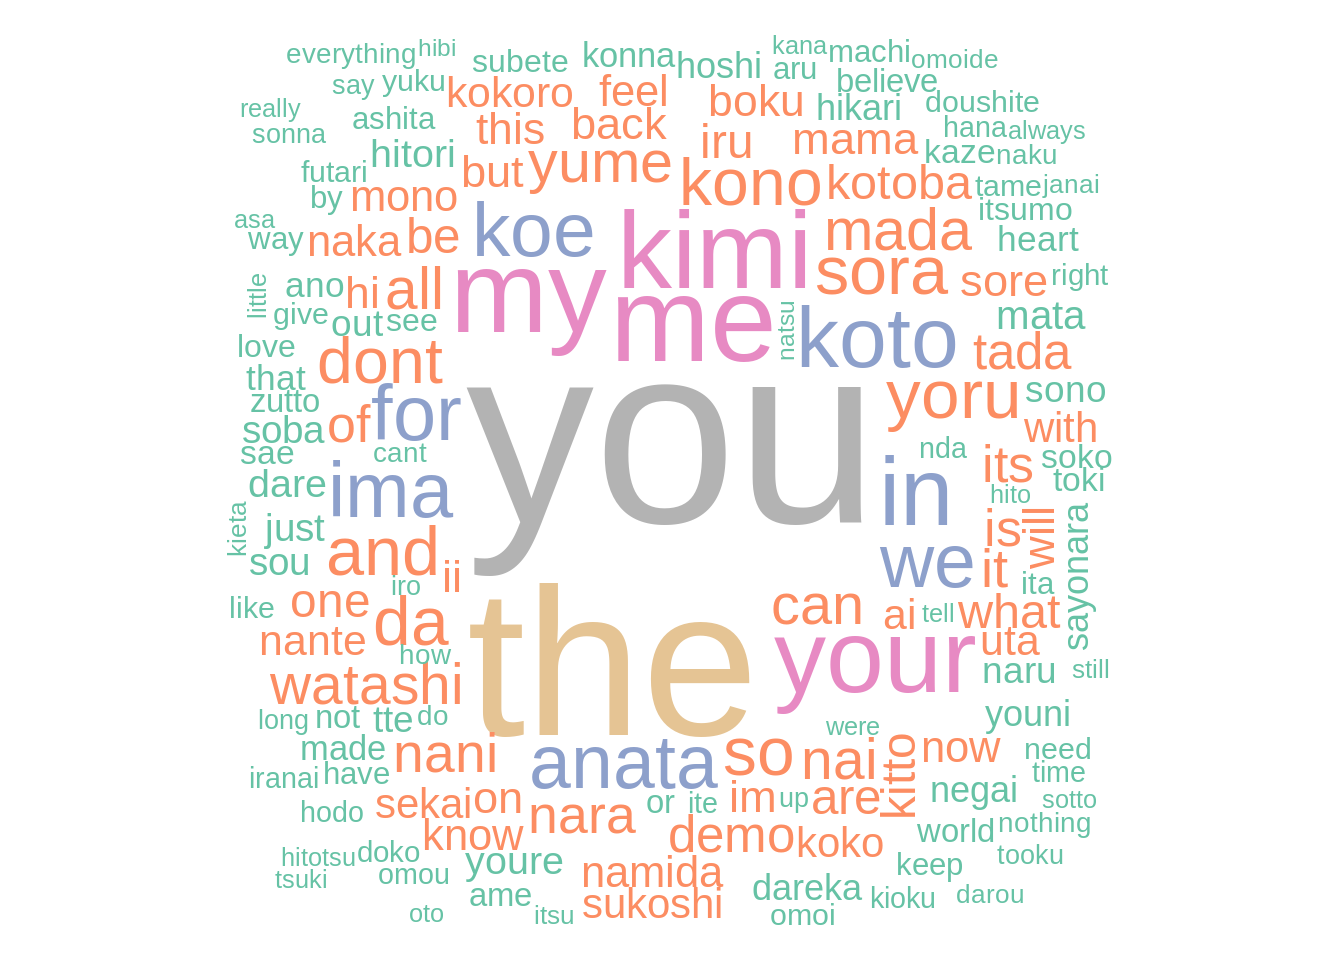 everything hibi subete konna hoshi kana machi omoide
say yuku kokoro feel aru believe
really ashita this back boku hikari doushite
sonna hitori but yume iru mama hana always
futari by mono kono kotoba kaze naku
asa way naka be koe kimi mada tame janai
itsumo heart
little ano hi all my me sora sore right
give out see natsu koto mata
love dont tada
that zutto for you yoru sono
soba of with
sae cant nda its soko
dare ima in hito toki
kieta just and is will sayonara
sou ii we it ita
like one iro da the can ai tell what
nante how your uta
watashi naru still
long not tte do were youni
made nani anata so nai kitto now need
iranai have time
hodo sekai on nara or ite im up are negai sotto
know demo koko world nothing
hitotsu doko youre namida keep tooku
tsuki omou ame sukoshi dareka kioku darou
oto itsu omoi